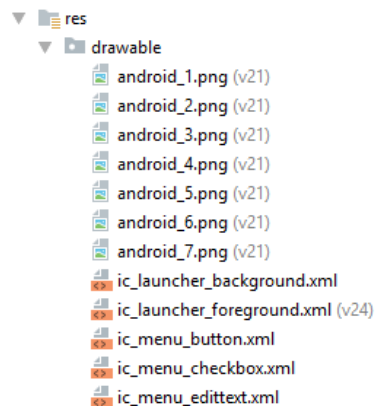 res
drawable
android_1.png (v21)
android_2.png (v21)
android_3.png (v21)
android_4.png (v21)
android_5.png (v21)
android_6.png (v21)
android_7.png (v21)
ic_launcher_background.xml
ic_launcher_foreground.xml (v24)
ic_menu_button.xml
ic_menu_checkbox.xml
ic_menu_edittext.xml